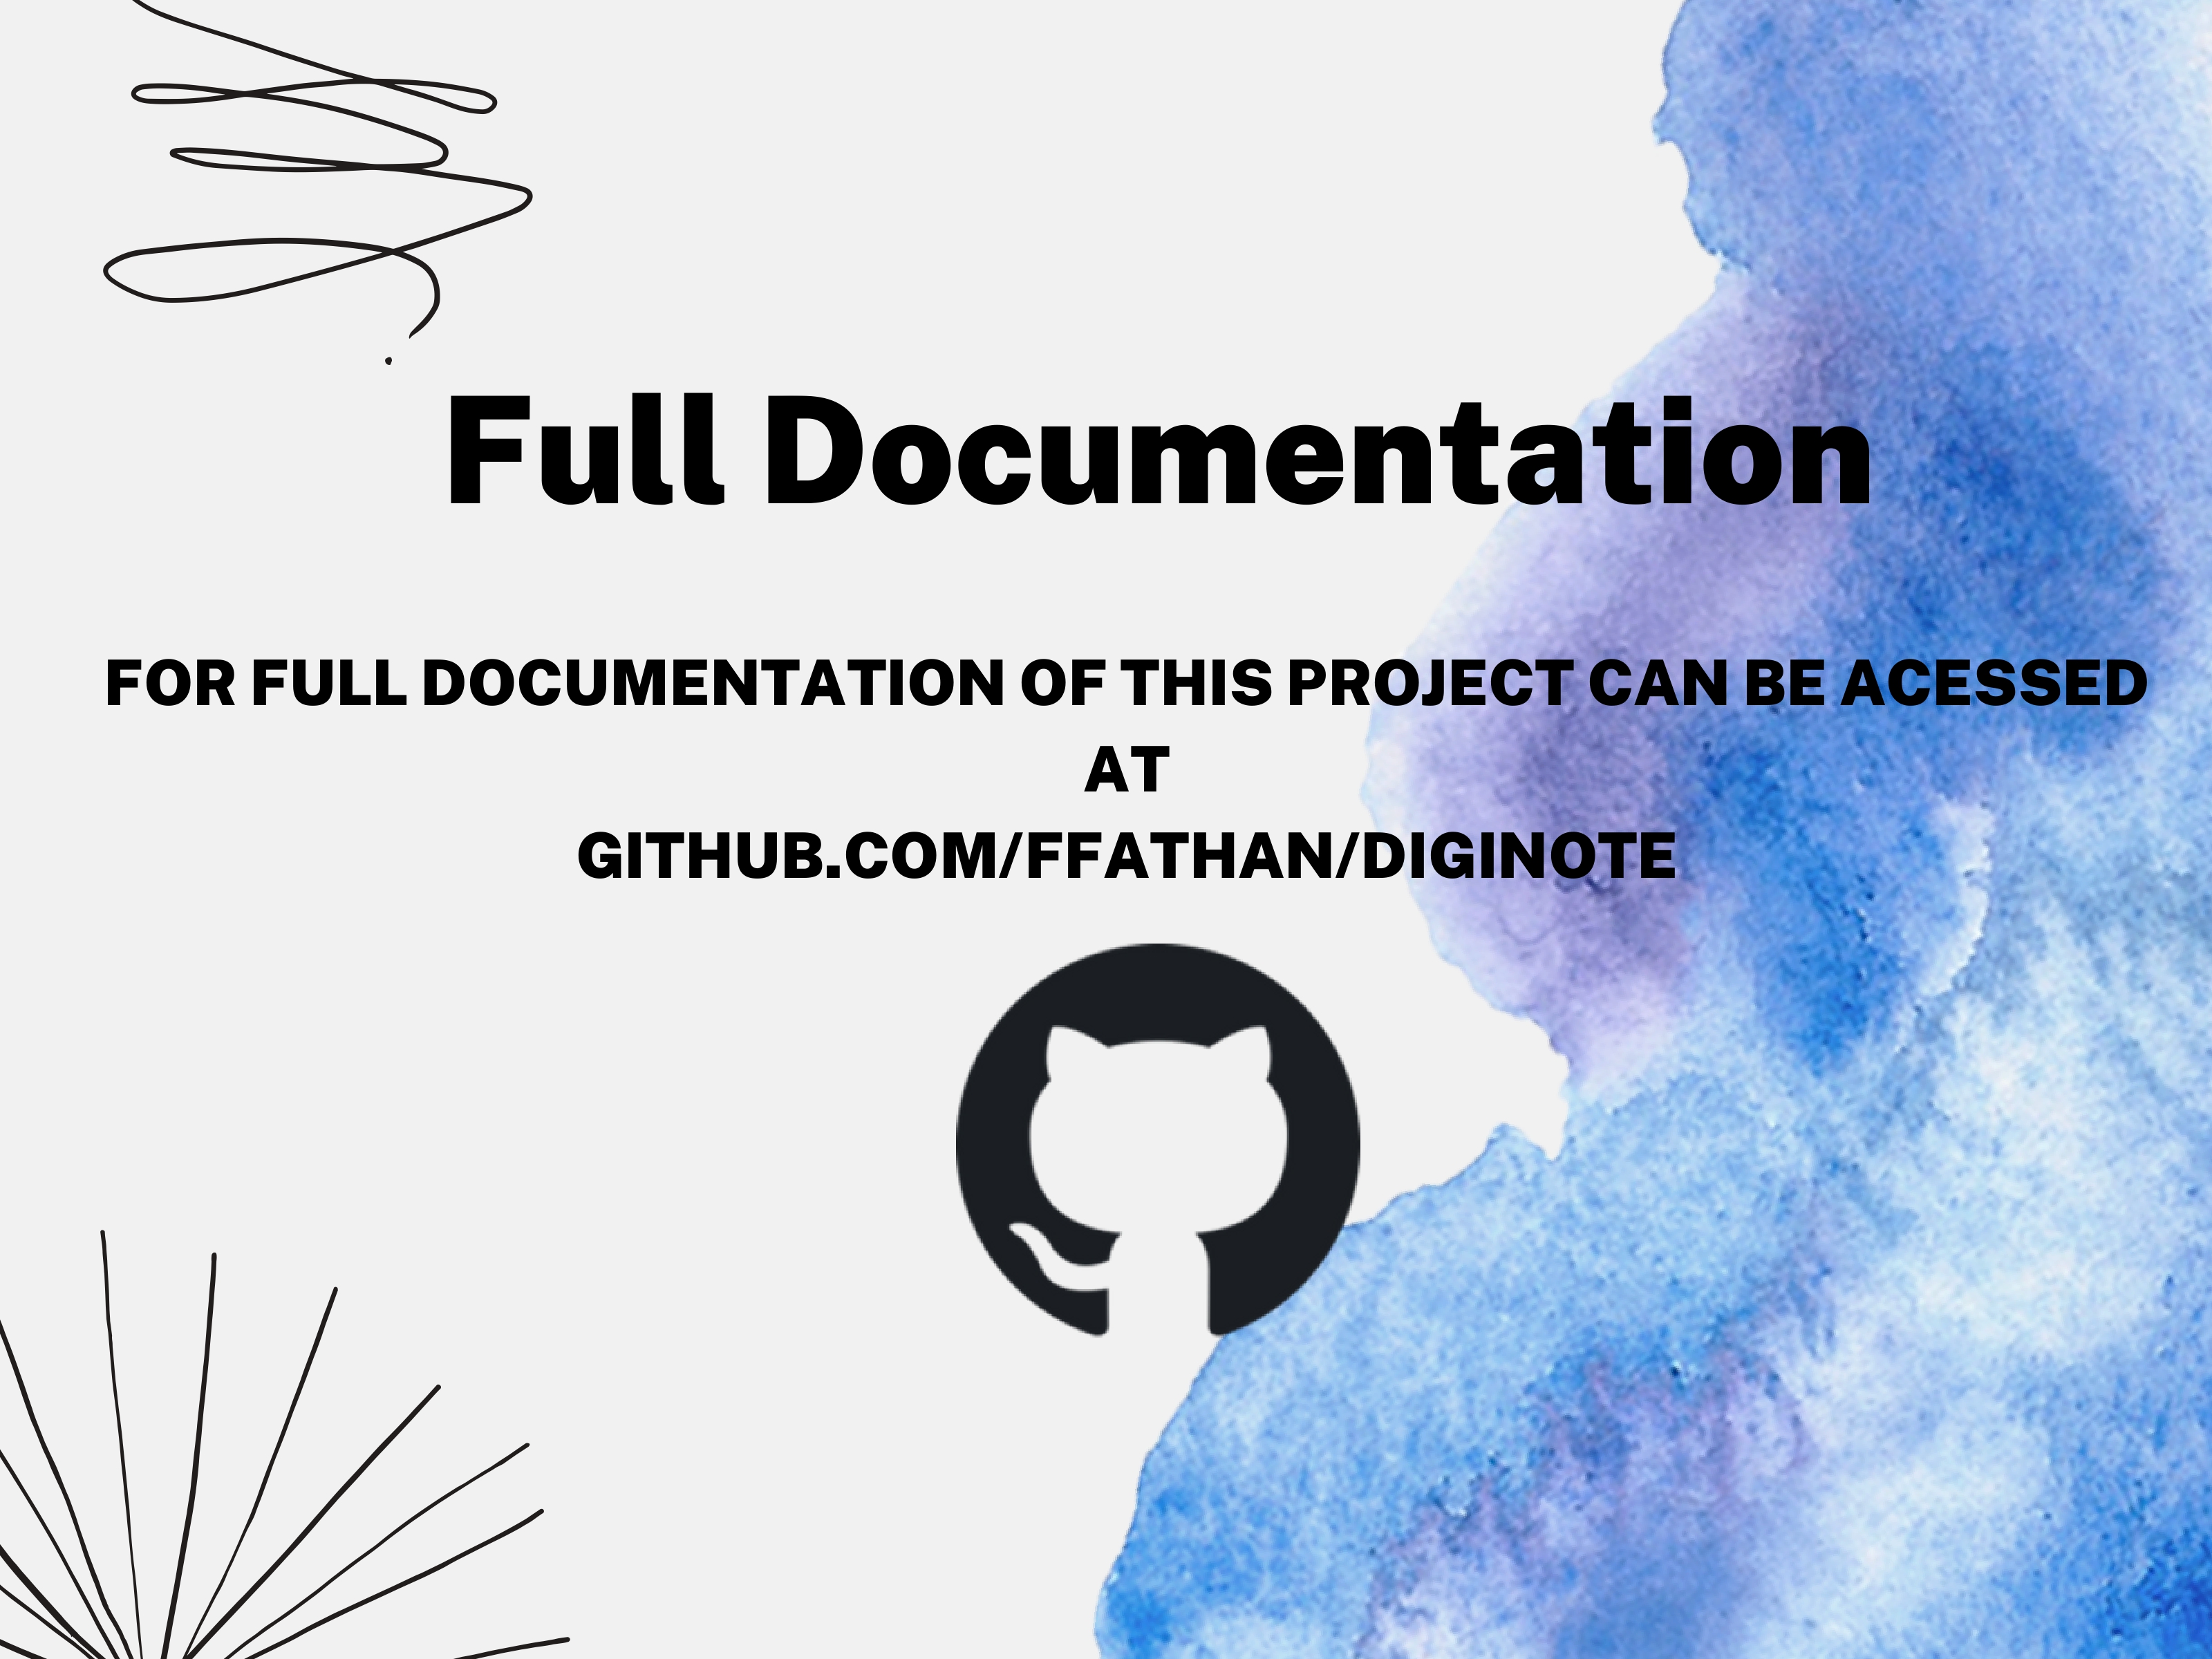 Full Documentation
FOR FULL DOCUMENTATION OF THIS PROJECT CAN BE ACESSED
AT
GITHUB.COM/FFATHAN/DIGINOTE